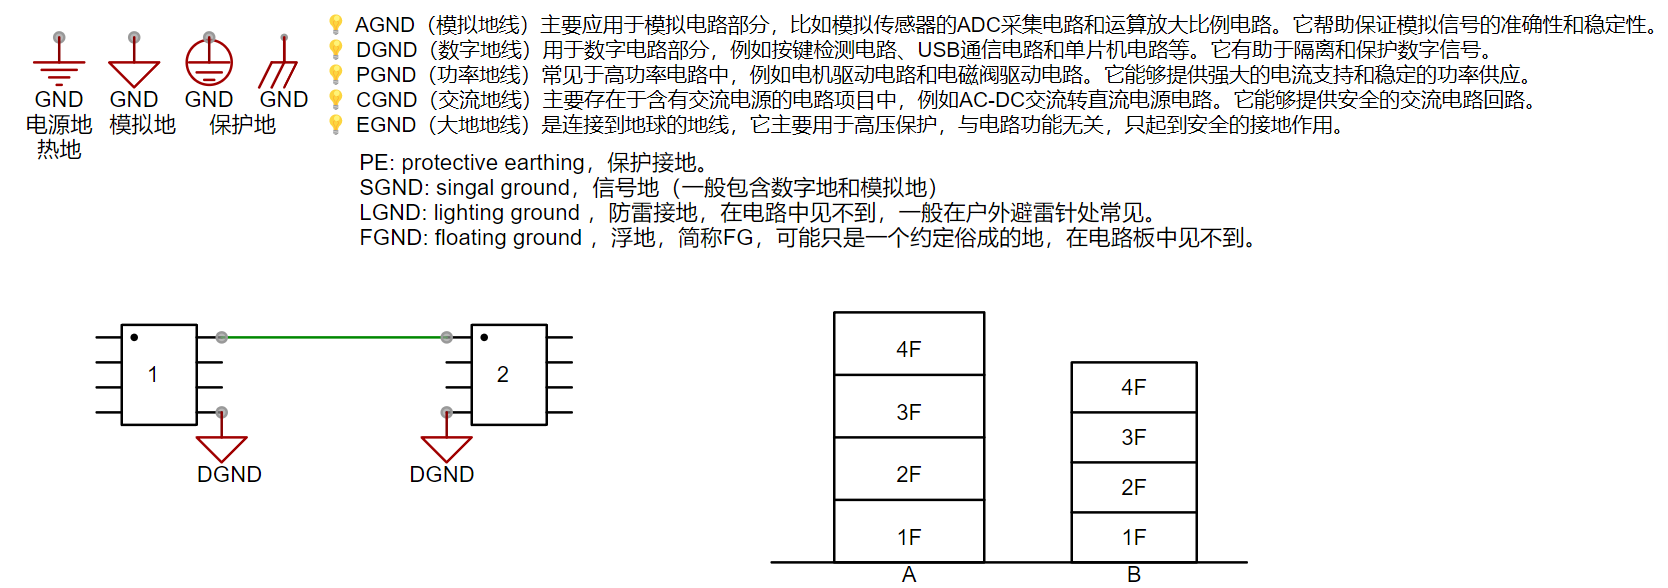 AGND（模拟地线）主要应用于模拟电路部分，比如模拟传感器的ADC采集电路和运算放大比例电路。它帮助保证模拟信号的准确性和稳定性。
DGND（数字地线）用于数字电路部分，例如按键检测电路、USB通信电路和单片机电路等。它有助于隔离和保护数字信号。
PGND（功率地线）常见于高功率电路中，例如电机驱动电路和电磁阀驱动电路。它能够提供强大的电流支持和稳定的功率供应。
CGND（交流地线）主要存在于含有交流电源的电路项目中，例如AC-DC交流转直流电源电路。它能够提供安全的交流电路回路。
EGND（大地地线）是连接到地球的地线，它主要用于高压保护，与电路功能无关，只起到安全的接地作用。
GND GND GND GND
电源地 模拟地 保护地
热地
PE: protective earthing，保护接地。
SGND: singal ground，信号地（一般包含数字地和模拟地）
LGND: lighting ground ，防雷接地，在电路中见不到，一般在户外避雷针处常见。
FGND: floating ground ，浮地，简称FG，可能只是一个约定俗成的地，在电路板中见不到。
1
2
DGND
DGND
4F
3F
2F
1F
A
4F
3F
2F
1F
B